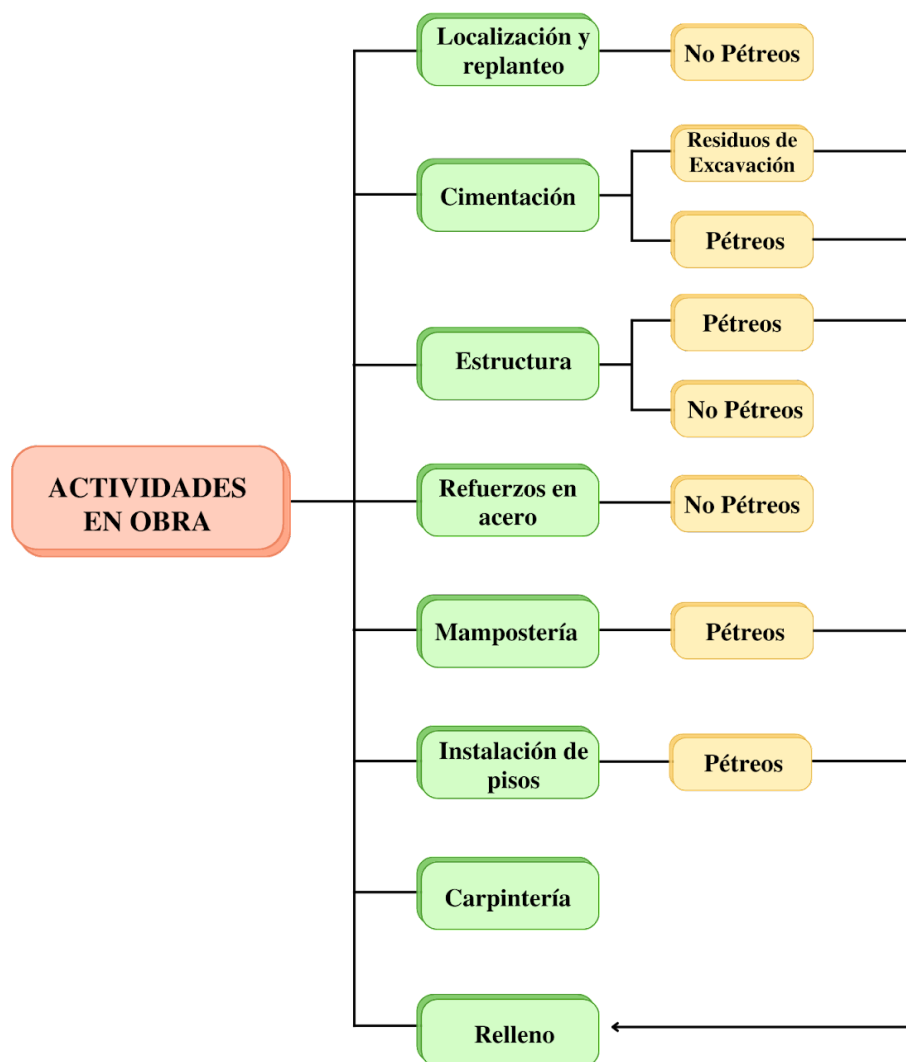 Localización y
replanteo
No Pétreos
Residuos de
Excavación
Cimentación
Pétreos
Pétreos
Estructura
No Pétreos
ACTIVIDADES
EN OBRA
Refuerzos en
acero
No Pétreos
Mampostería
Pétreos
Instalación de
pisos
Pétreos
Carpintería
Relleno